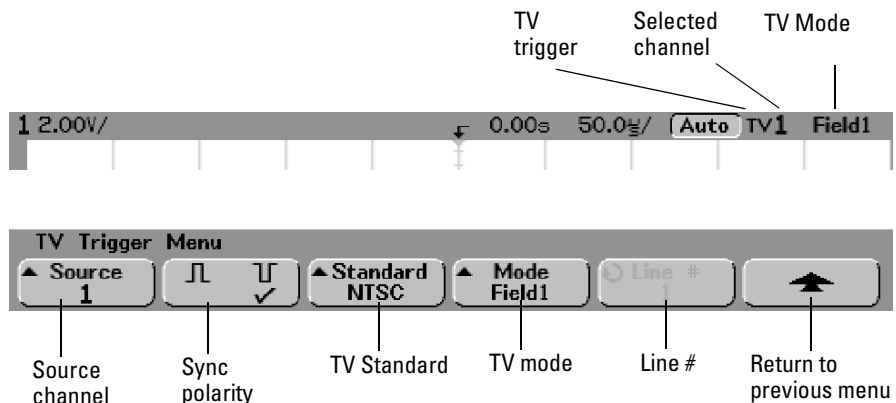 TV trigger
Selected channel
TV Mode
1 2.00V/ 0.00s 50.0µs/ Auto TV1 Field1
TV Trigger Menu
Source
1
Standard
NTSC
Mode
Field1
Line #
1
Source channel
Sync polarity
TV Standard
TV mode
Line #
Return to previous menu